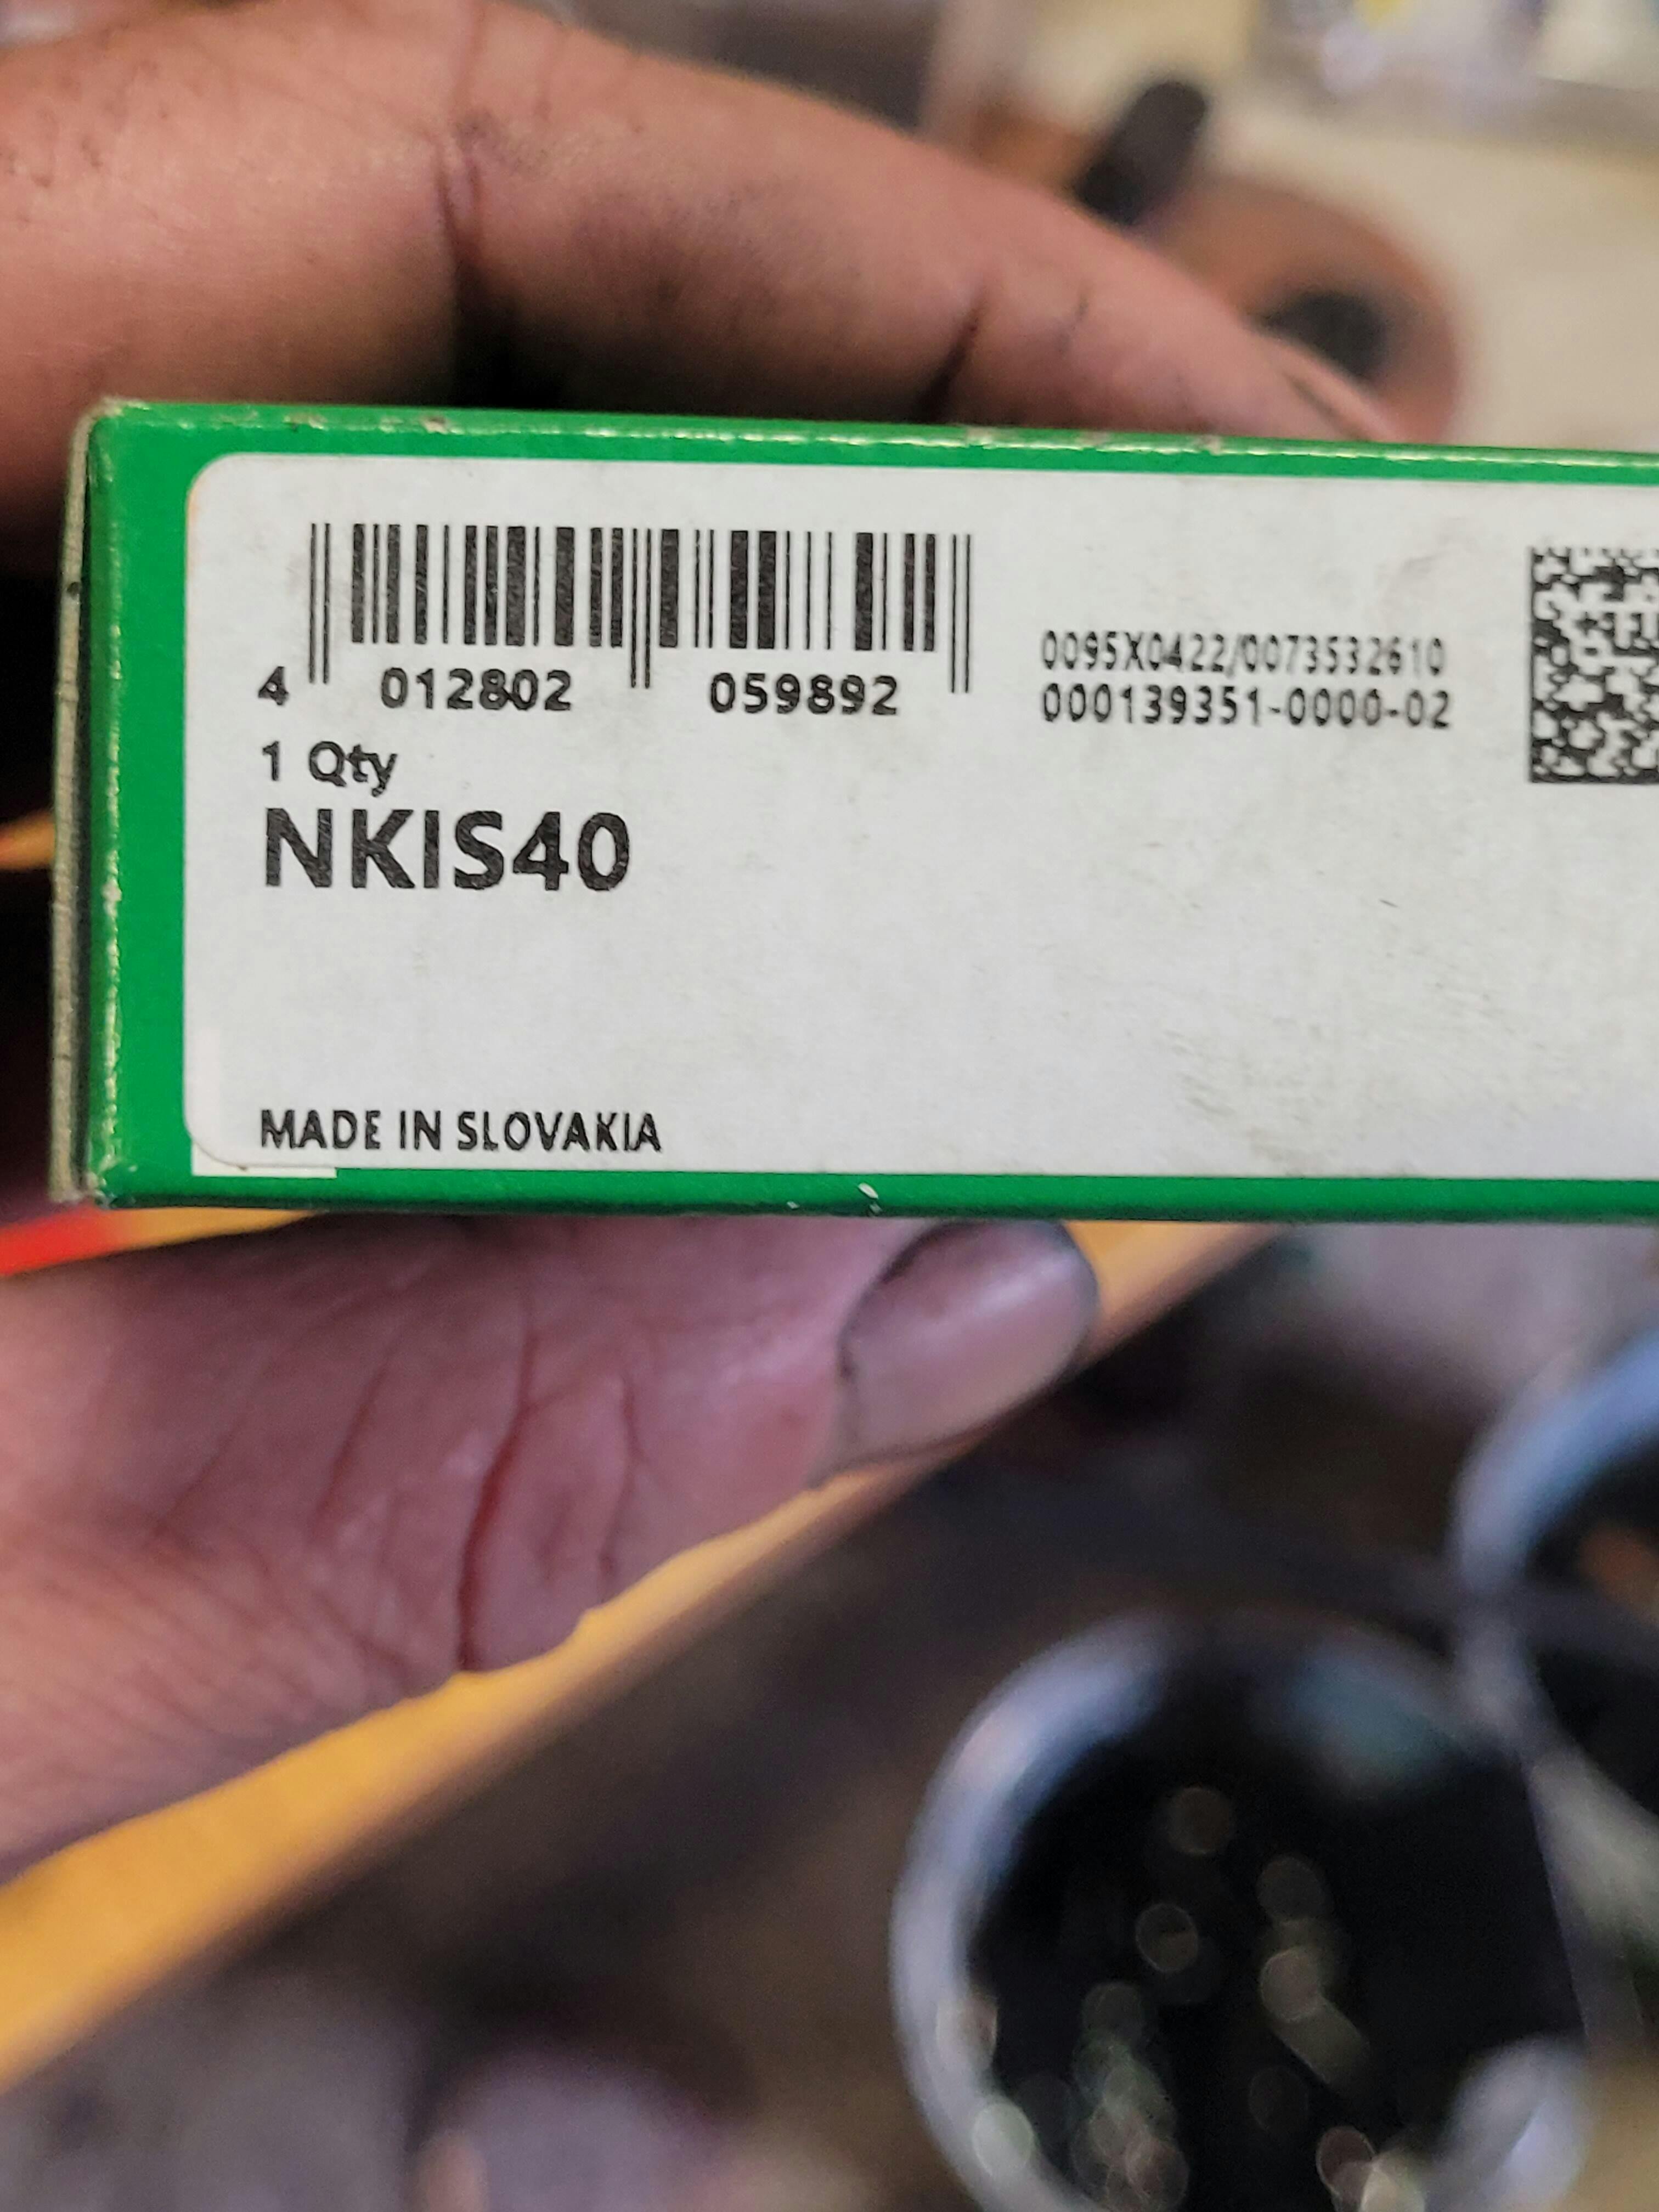 4 012802 059892
0095X0422/0073532610
000139351-0000-02
1 Qty
NKIS40
MADE IN SLOVAKIA